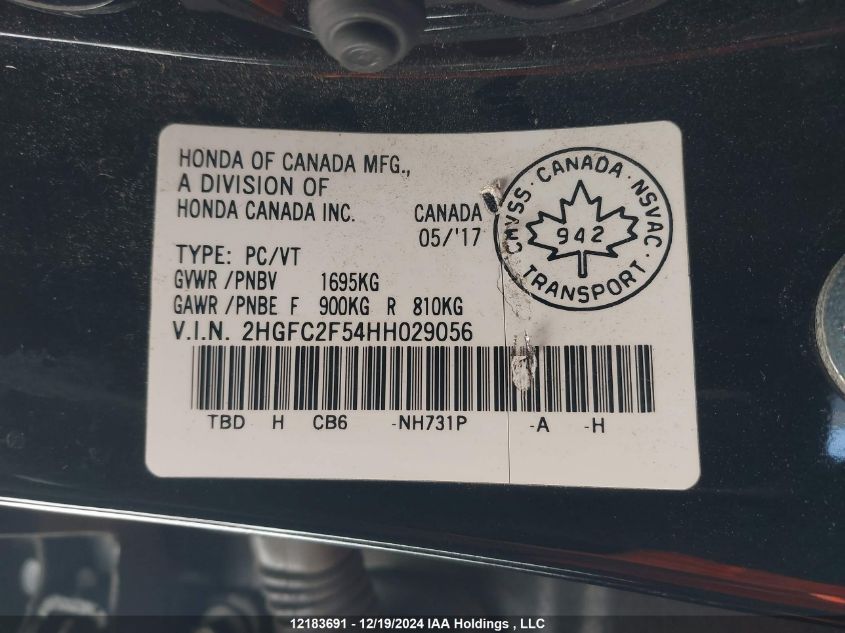 HONDA OF CANADA MFG.,
A DIVISION OF
HONDA CANADA INC. CANADA
05/'17
TYPE: PC/VT
GVWR /PNBV 1695KG
GAWR /PNBE F 900KG R 810KG
V.I.N. 2HGFC2F54HH029056
TBD H CB6 -NH731P -A -H
CMVSS · CANADA · NSVAC ·
942
TRANSPORT
12183691 - 12/19/2024 IAA Holdings , LLC